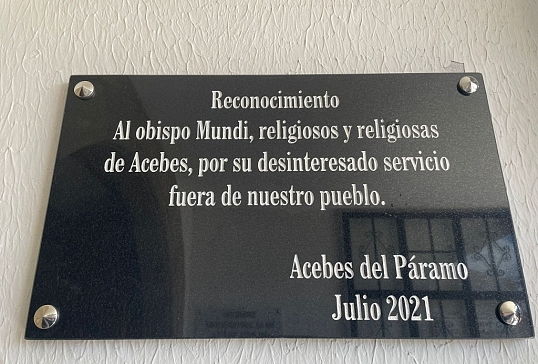 Reconocimiento
Al obispo Mundi, religiosos y religiosas
de Acebes, por su desinteresado servicio
fuera de nuestro pueblo.
Acebes del Páramo
Julio 2021